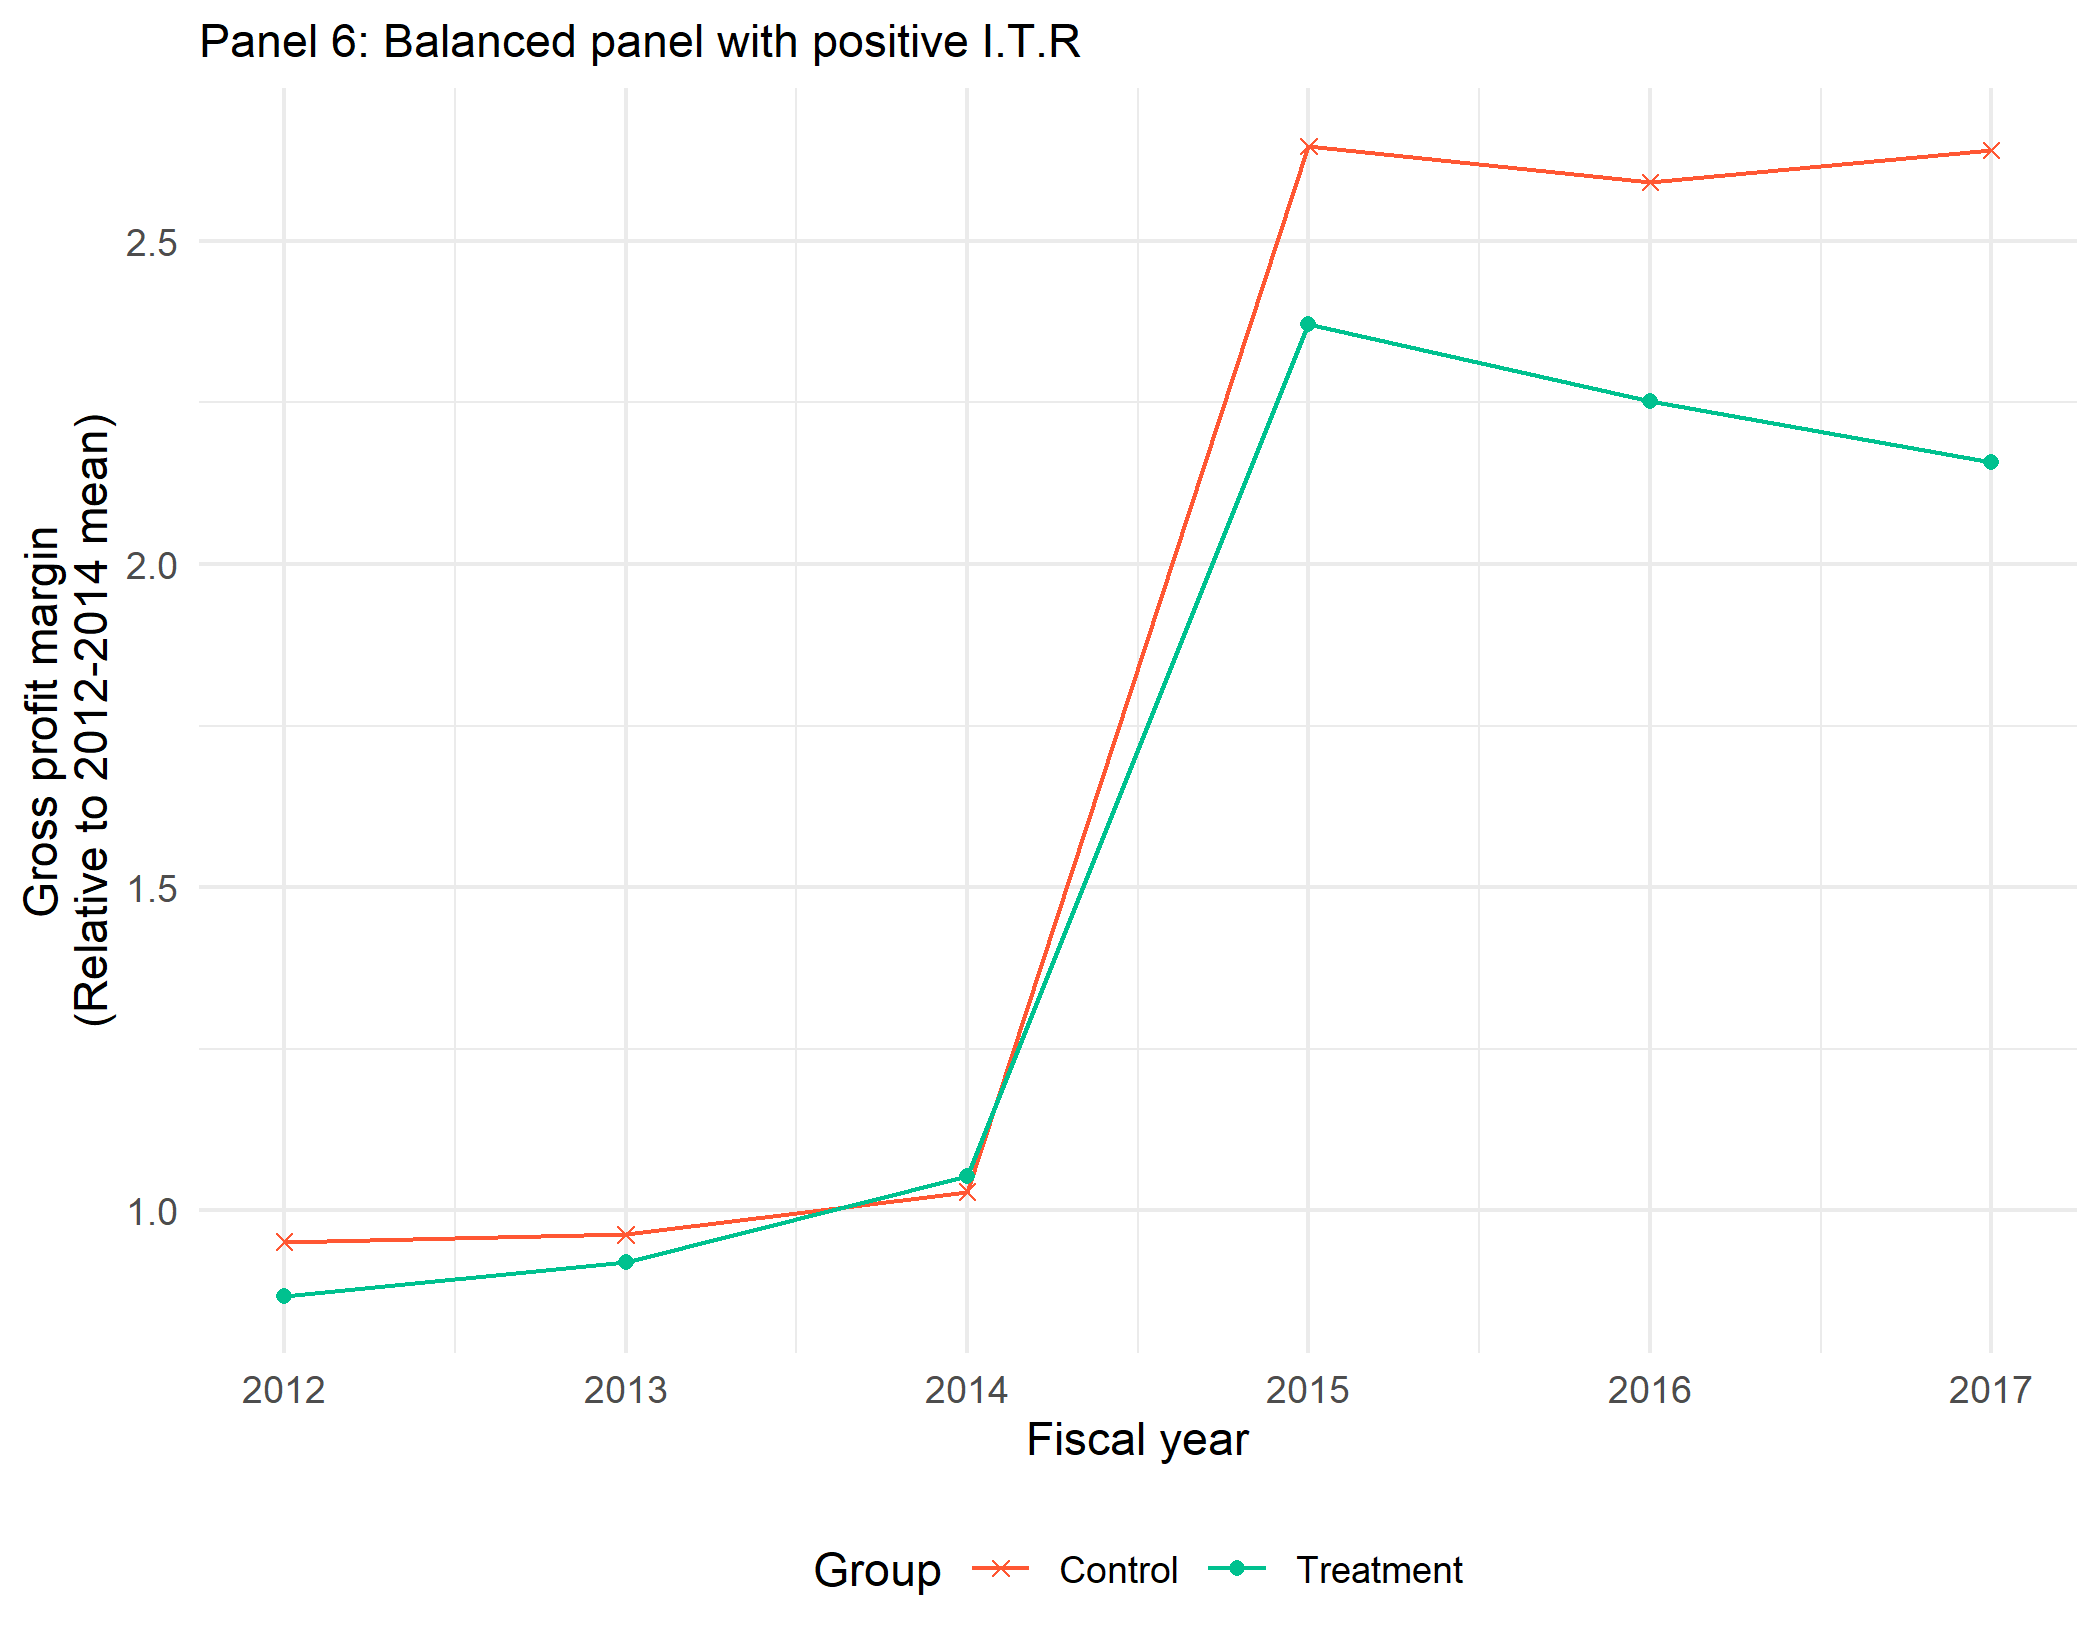 Panel 6: Balanced panel with positive I.T.R
Gross profit margin
(Relative to 2012-2014 mean)
2.5
2.0
1.5
1.0
2012 2013 2014 2015 2016 2017
Fiscal year
Group Control Treatment